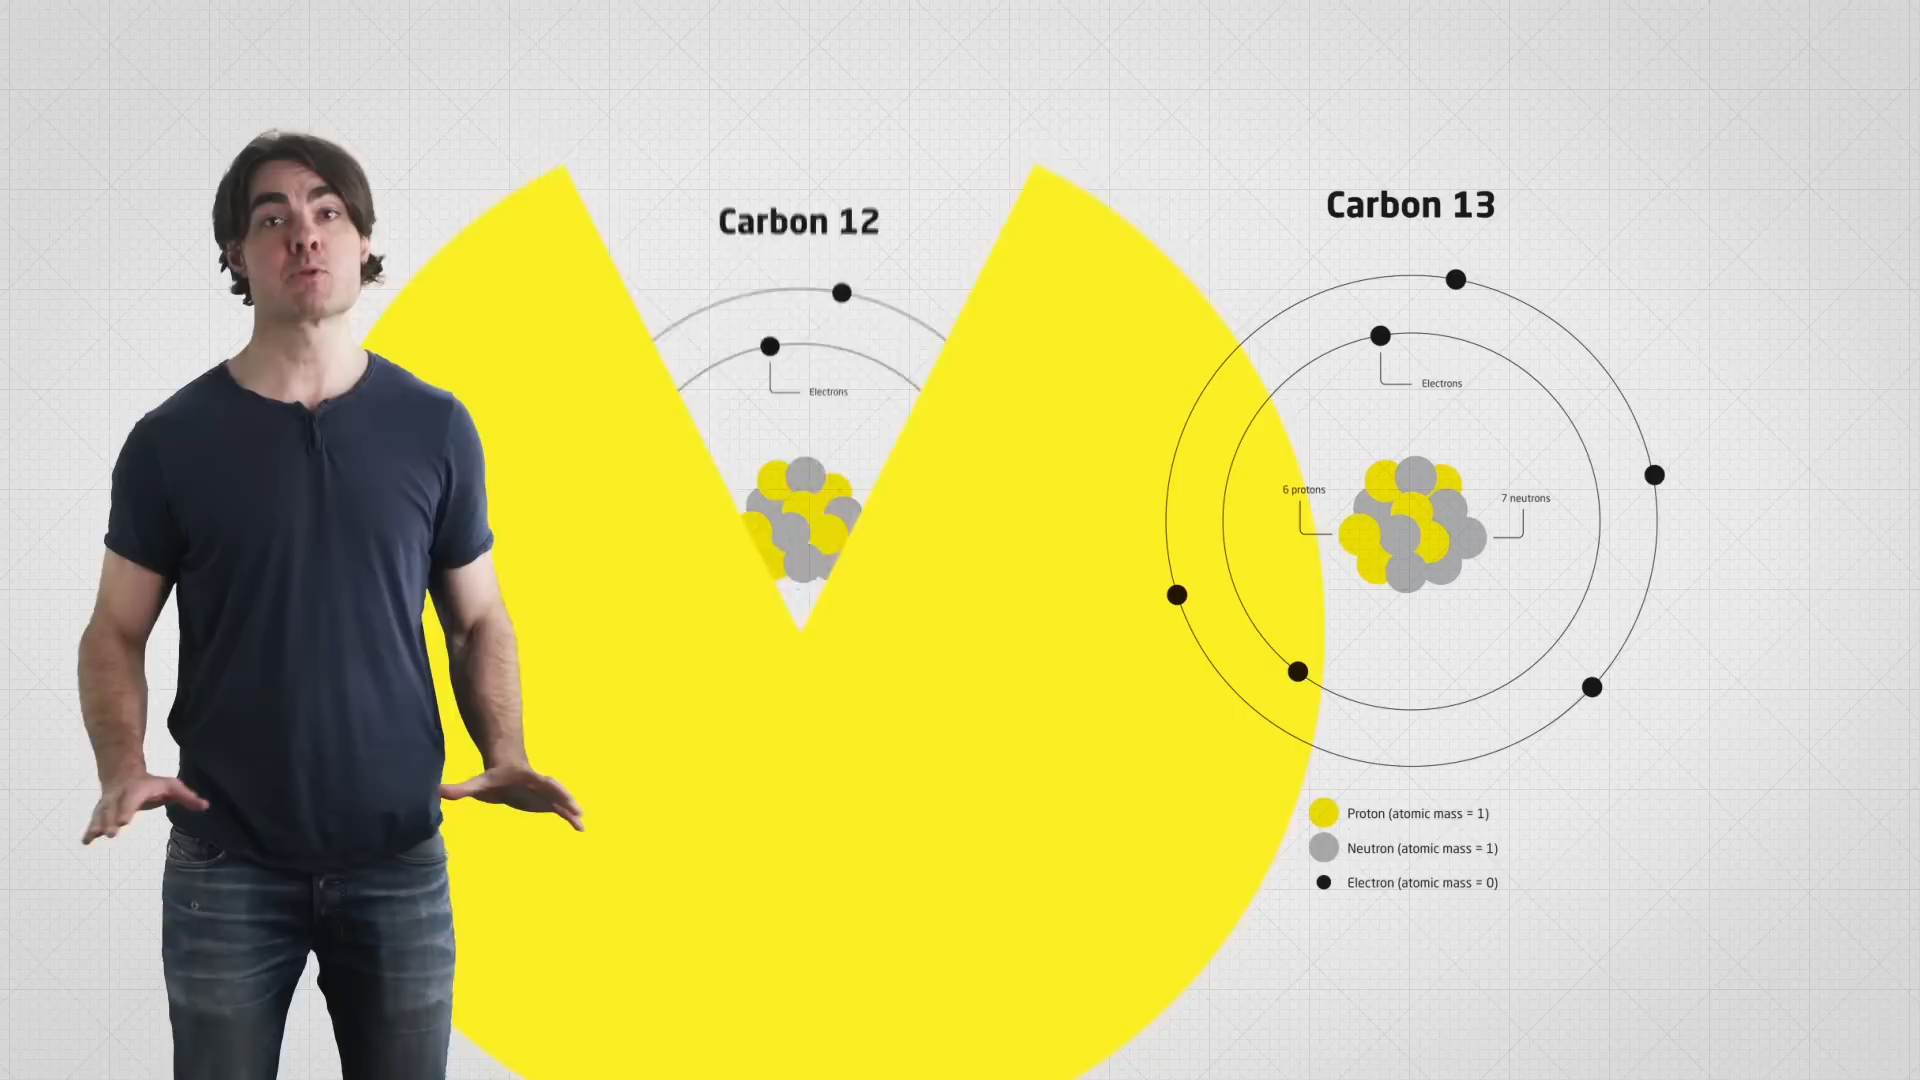 Carbon 12
Electrons
Carbon 13
Electrons
6 protons
7 neutrons
Proton (atomic mass = 1)
Neutron (atomic mass = 1)
Electron (atomic mass = 0)